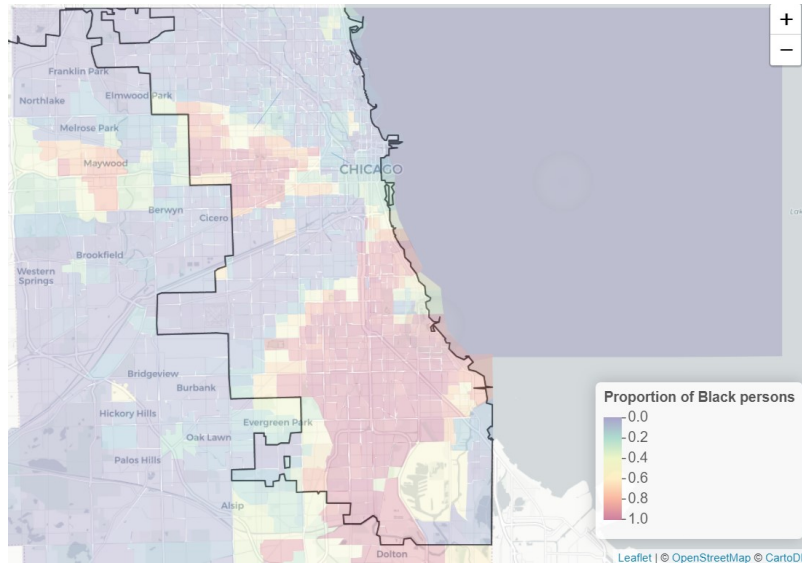 +
−
Franklin Park
Northlake
Elmwood Park
Melrose Park
Maywood
CHICAGO
Berwyn
Cicero
Brookfield
Western
Springs
Bridgeview
Burbank
Hickory Hills
Evergreen Park
Oak Lawn
Palos Hills
Alsip
Dolton
Proportion of Black persons
0.0
0.2
0.4
0.6
0.8
1.0
Leaflet | © OpenStreetMap © CartoD